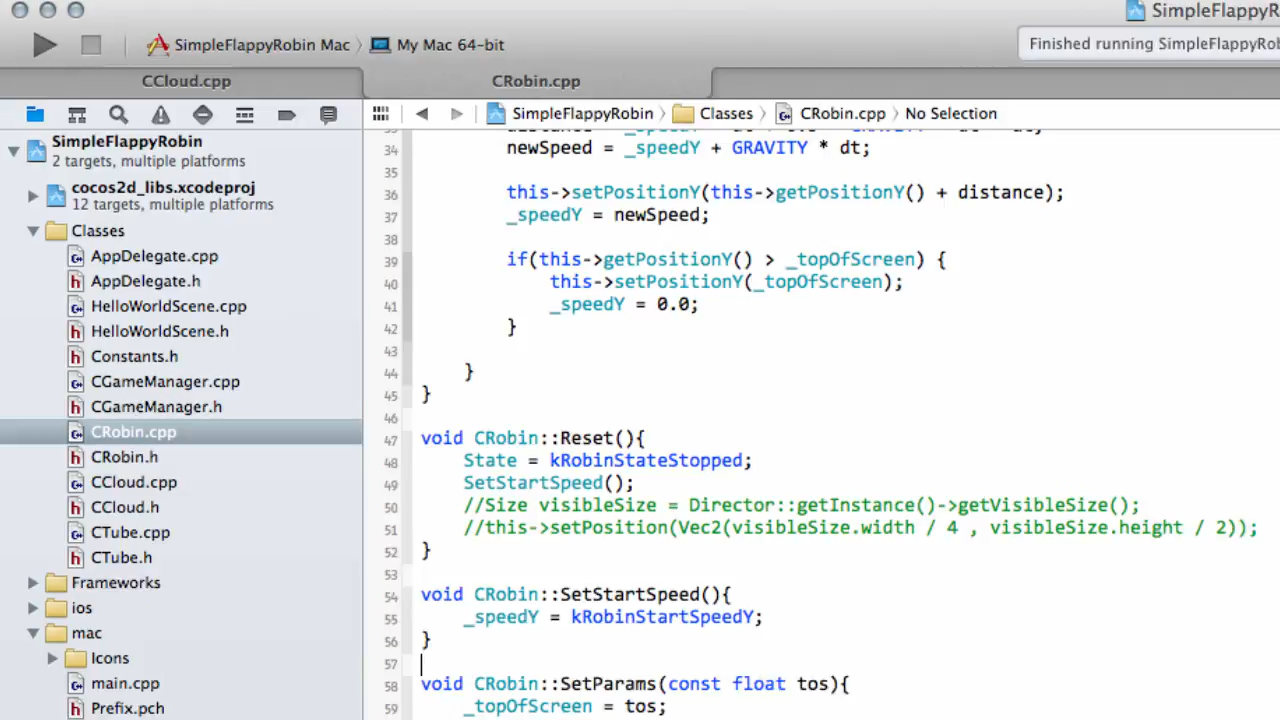 SimpleFlappyR
SimpleFlappyRobin Mac
My Mac 64-bit
Finished running SimpleFlappyRob
CCloud.cpp
CRobin.cpp
SimpleFlappyRobin
Classes
CRobin.cpp
No Selection
SimpleFlappyRobin
2 targets, multiple platforms
cocos2d_libs.xcodeproj
12 targets, multiple platforms
Classes
AppDelegate.cpp
AppDelegate.h
HelloWorldScene.cpp
HelloWorldScene.h
Constants.h
CGameManager.cpp
CGameManager.h
CRobin.cpp
CRobin.h
CCloud.cpp
CCloud.h
CTube.cpp
CTube.h
Frameworks
ios
mac
Icons
main.cpp
Prefix.pch
34 newSpeed = _speedY + GRAVITY * dt;
35
36 this->setPositionY(this->getPositionY() + distance);
37 _speedY = newSpeed;
38
39 if(this->getPositionY() > _topOfScreen) {
40 this->setPositionY(_topOfScreen);
41 _speedY = 0.0;
42 }
43
44 }
45 }
46
47 void CRobin::Reset(){
48 State = kRobinStateStopped;
49 SetStartSpeed();
50 //Size visibleSize = Director::getInstance()->getVisibleSize();
51 //this->setPosition(Vec2(visibleSize.width / 4 , visibleSize.height / 2));
52 }
53
54 void CRobin::SetStartSpeed(){
55 _speedY = kRobinStartSpeedY;
56 }
57
58 void CRobin::SetParams(const float tos){
59 _topOfScreen = tos;